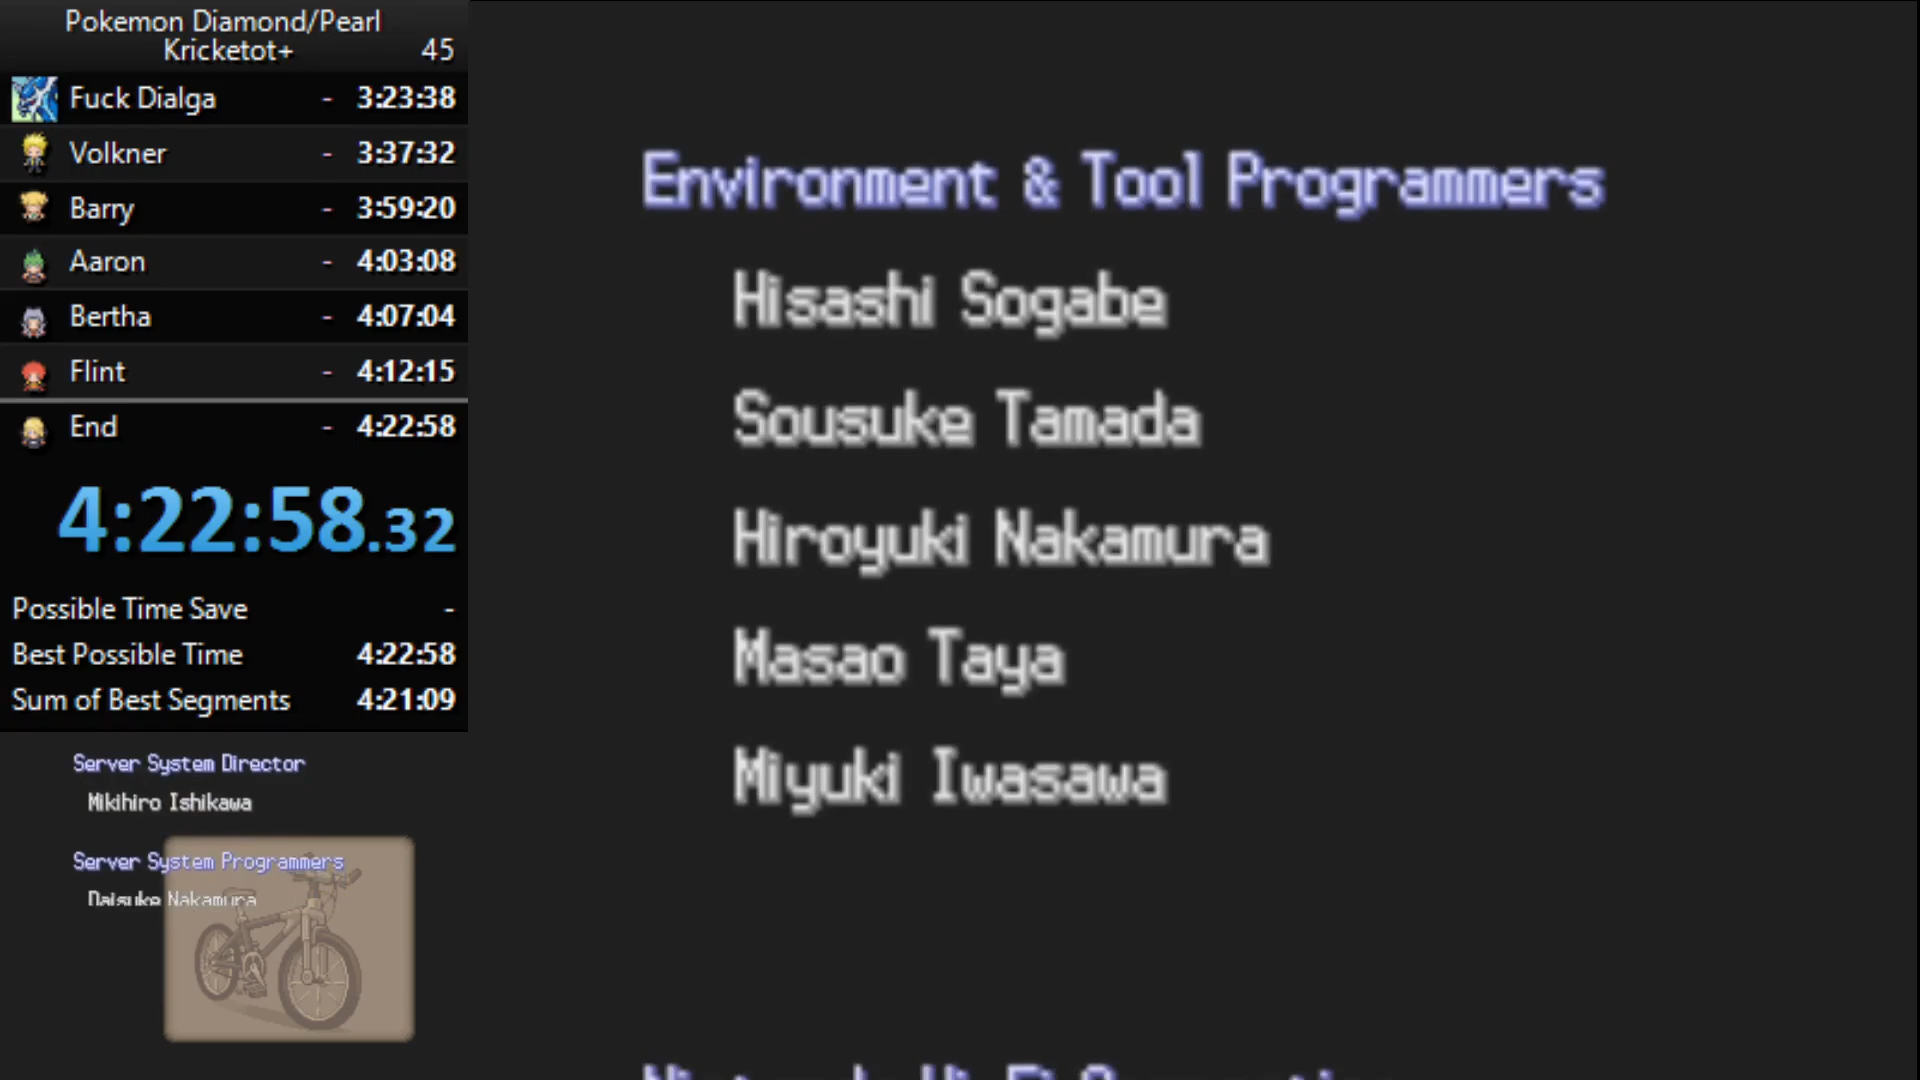 Pokemon Diamond/Pearl
Kricketot+ 45
Fuck Dialga - 3:23:38
Volkner - 3:37:32
Barry - 3:59:20
Aaron - 4:03:08
Bertha - 4:07:04
Flint - 4:12:15
End - 4:22:58
4:22:58.32
Possible Time Save -
Best Possible Time 4:22:58
Sum of Best Segments 4:21:09
Server System Director
Mikihiro Ishikawa
Server System Programmers
Daisuke Nakamura
Environment & Tool Programmers
Hisashi Sogabe
Sousuke Tamada
Hiroyuki Nakamura
Masao Taya
Miyuki Iwasawa